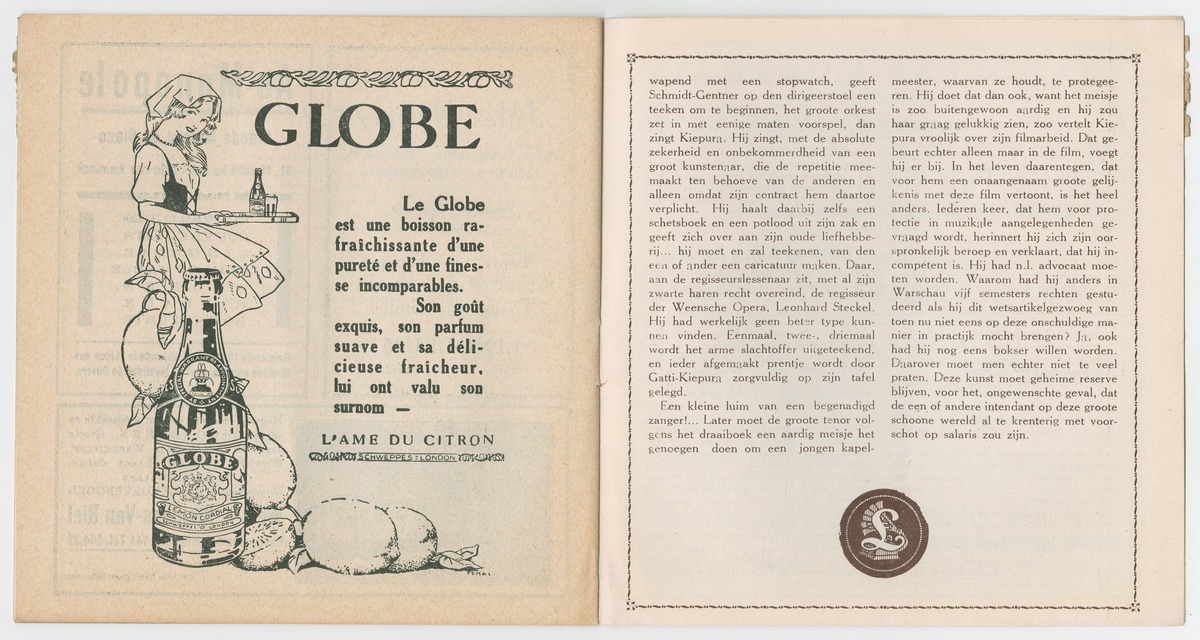 GLOBE
Le Globe
est une boisson ra-
fraîchissante d'une
pureté et d'une fines-
se incomparables.
Son goût
exquis, son parfum
suave et sa déli-
cieuse fraîcheur,
lui ont valu son
surnom —
L'AME DU CITRON
SCHWEPPES : LONDON
GLOBE
LEMON CORDIAL
wapend met een stopwatch, geeft
Schmidt-Gentner op den dirigeerstoel een
teeken om te beginnen, het groote orkest
zet in met eenige maten voorspel, dan
zingt Kiepura. Hij zingt, met de absolute
zekerheid en onbekommerdheid van een
groot kunstenaar, die de repetitie mee-
maakt ten behoeve van de anderen en
alleen omdat zijn contract hem daartoe
verplicht. Hij haalt daarbij zelfs een
schetsboek en een potlood uit zijn zak en
geeft zich over aan zijn oude liefhebbe-
rij... hij moet en zal teekenen, van den
een of ander een caricatuur maken. Daar,
aan de regisseurslessenaar zit, met al zijn
zwarte haren recht overeind, de regisseur
der Weensche Opera, Leonhard Steckel.
Hij had werkelijk geen beter type kun-
nen vinden. Eenmaal, twee-, driemaal
wordt het arme slachtoffer uitgeteekend,
en ieder afgemaakt prentje wordt door
Gatti-Kiepura zorgvuldig op zijn tafel
gelegd.
Een kleine luim van een begenadigd
zanger!... Later moet de groote tenor vol-
gens het draaiboek een aardig meisje het
genoegen doen om een jongen kapel-
meester, waarvan ze houdt, te protegee-
ren. Hij doet dat dan ook, want het meisje
is zoo buitengewoon aardig en hij zou
haar graag gelukkig zien, zoo vertelt Kie-
pura vroolijk over zijn filmarbeid. Dat ge-
beurt echter alleen maar in de film, voegt
hij er bij. In het leven daarentegen, dat
voor hem een onaangenaam groote gelij-
kenis met deze film vertoont, is het heel
anders. Iederen keer, dat hem voor pro-
tectie in muzikale aangelegenheden ge-
vraagd wordt, herinnert hij zich zijn oor-
spronkelijk beroep en verklaart, dat hij in-
compétent is. Hij had n.l. advocaat moe-
ten worden. Waarom had hij anders in
Warschau vijf semesters rechten gestu-
deerd als hij dit wetsartikelgezwoeg van
toen nu niet eens op deze onschuldige ma-
nier in practijk mocht brengen? Ja, ook
had hij nog eens bokser willen worden.
Daarover moet men echter niet te veel
praten. Deze kunst moet geheime reserve
blijven, voor het, ongewenschte geval, dat
de een of andere intendant op deze groote
schoone wereld al te krenterig met voor-
schot op salaris zou zijn.
L